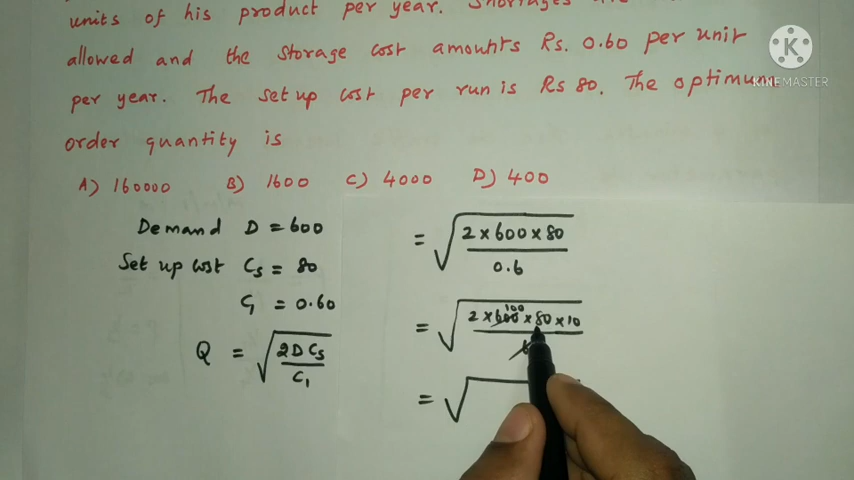 units of his product per year. Shortages are
allowed and the storage cost amounts Rs. 0.60 per unit
per year. The set up cost per run is Rs 80. The optimum
order quantity is
A) 160000 B) 1600 C) 4000 D) 400
Demand D = 600
Set up cost Cs = 80
C1 = 0.60
Q = √(2DCs / C1)
= √(2 × 600 × 80 / 0.6)
= √(2 × 600 100 × 80 × 10 / 6)
= √
K
KINEMASTER